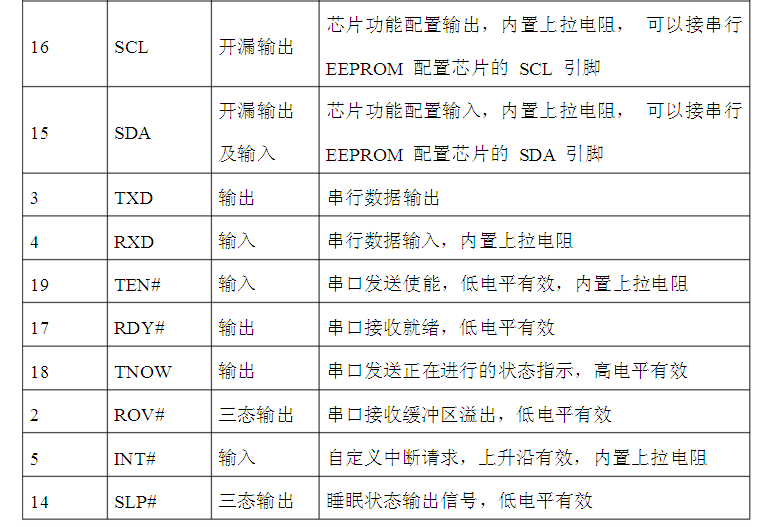 16 SCL 开漏输出 芯片功能配置输出，内置上拉电阻， 可以接串行
EEPROM 配置芯片的 SCL 引脚
15 SDA 开漏输出 芯片功能配置输入，内置上拉电阻， 可以接串行
及输入 EEPROM 配置芯片的 SDA 引脚
3 TXD 输出 串行数据输出
4 RXD 输入 串行数据输入，内置上拉电阻
19 TEN# 输入 串口发送使能，低电平有效，内置上拉电阻
17 RDY# 输出 串口接收就绪，低电平有效
18 TNOW 输出 串口发送正在进行的状态指示，高电平有效
2 ROV# 三态输出 串口接收缓冲区溢出，低电平有效
5 INT# 输入 自定义中断请求，上升沿有效，内置上拉电阻
14 SLP# 三态输出 睡眠状态输出信号，低电平有效